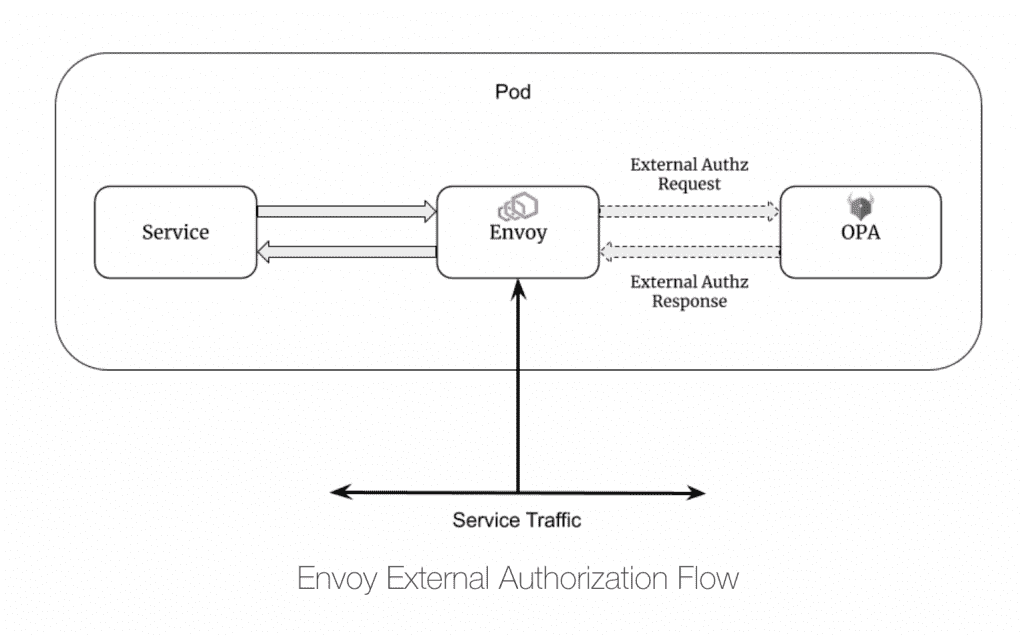 Pod
External Authz
Request
Service
Envoy
OPA
External Authz
Response
Service Traffic
Envoy External Authorization Flow